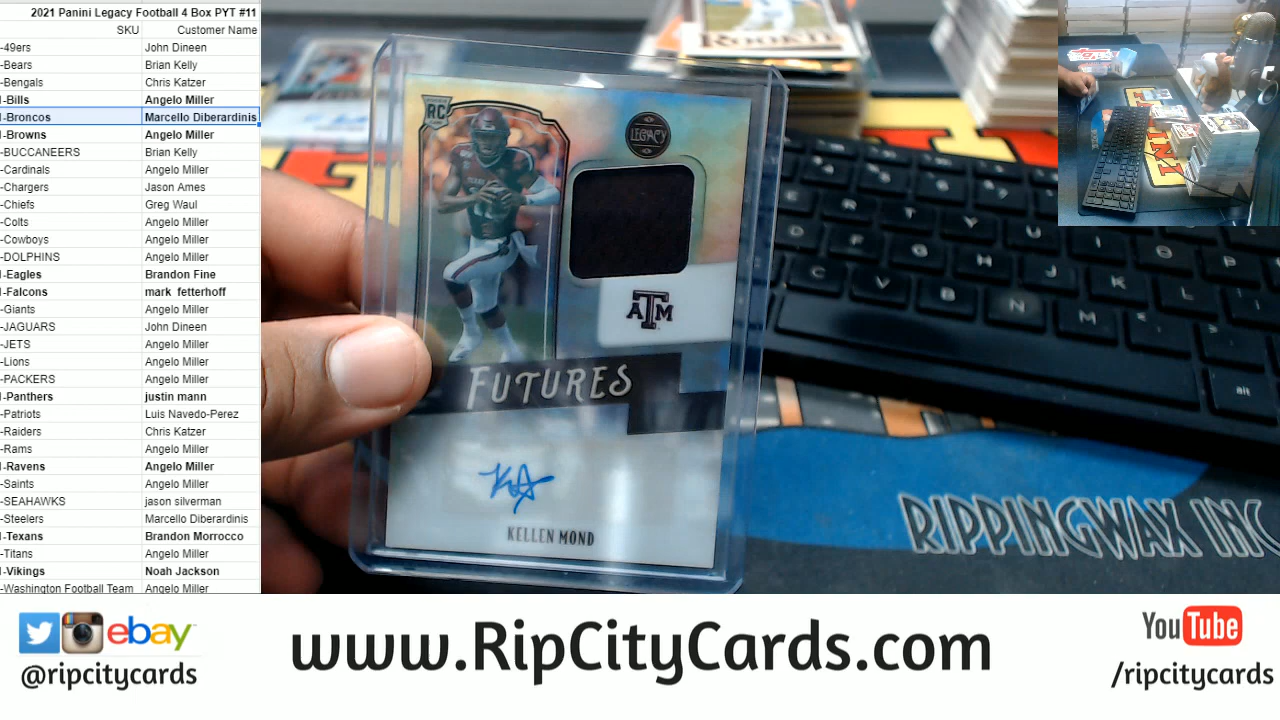 2021 Panini Legacy Football 4 Box PYT #11
SKU Customer Name
-49ers John Dineen
-Bears Brian Kelly
-Bengals Chris Katzer
-Bills Angelo Miller
-Broncos Marcello Diberardinis
-Browns Angelo Miller
-BUCCANEERS Brian Kelly
-Cardinals Angelo Miller
-Chargers Jason Ames
-Chiefs Greg Waul
-Colts Angelo Miller
-Cowboys Angelo Miller
-DOLPHINS Angelo Miller
-Eagles Brandon Fine
-Falcons mark fetterhoff
-Giants Angelo Miller
-JAGUARS John Dineen
-JETS Angelo Miller
-Lions Angelo Miller
-PACKERS Angelo Miller
-Panthers justin mann
-Patriots Luis Navedo-Perez
-Raiders Chris Katzer
-Rams Angelo Miller
-Ravens Angelo Miller
-Saints Angelo Miller
-SEAHAWKS jason silverman
-Steelers Marcello Diberardinis
-Texans Brandon Morrocco
-Titans Angelo Miller
-Vikings Noah Jackson
-Washington Football Team Angelo Miller
ROOKIE
RC
LEGACY
ATM
FUTURES
KELLEN MOND
E R T Y U I O P
D F G H J K L
C V B N M
alt
RIPPINGWAX INC
ebay
@ripcitycards
www.RipCityCards.com
YouTube
/ripcitycards